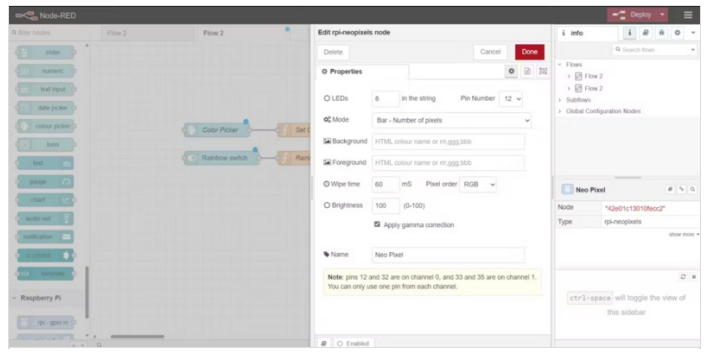 Node-RED
Deploy
filter nodes
Flow 2
Flow 2
slider
numeric
text input
date picker
colour picker
form
text
gauge
chart
audio out
notification
ui control
template
Raspberry Pi
rpi - gpio in
Color Picker
Set C
Rainbow switch
Rain
Edit rpi-neopixels node
Delete
Cancel
Done
Properties
LEDs 8 in the string Pin Number 12
Mode Bar - Number of pixels
Background HTML colour name or rrr,ggg,bbb
Foreground HTML colour name or rrr,ggg,bbb
Wipe time 60 mS Pixel order RGB
Brightness 100 (0-100)
Apply gamma correction
Name Neo Pixel
Note: pins 12 and 32 are on channel 0, and 33 and 35 are on channel 1.
You can only use one pin from each channel.
Enabled
info
Search flows
Flows
Flow 2
Flow 2
Subflows
Global Configuration Nodes
Neo Pixel
Node "42e01c13010fecc2"
Type rpi-neopixels
show more
ctrl-space will toggle the view of
this sidebar